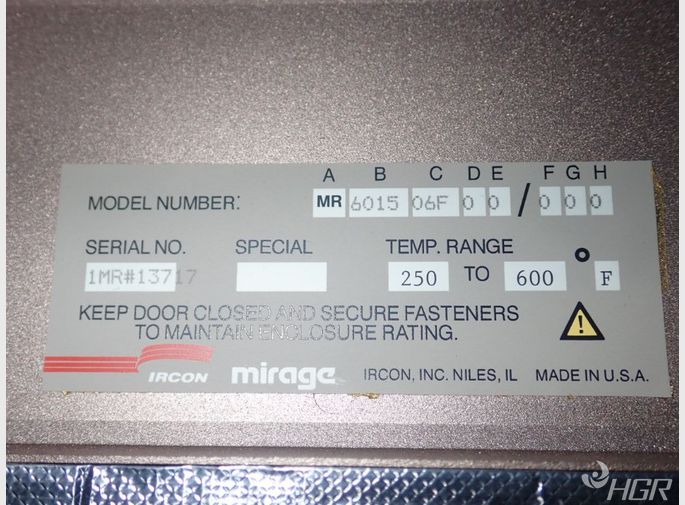 A B C D E F G H
MODEL NUMBER: MR 6015 06F 0 0 / 0 0 0
SERIAL NO. SPECIAL TEMP. RANGE
1MR#13717 250 TO 600 ° F
KEEP DOOR CLOSED AND SECURE FASTENERS
TO MAINTAIN ENCLOSURE RATING.
IRCON mirage IRCON, INC. NILES, IL MADE IN U.S.A.
HGR